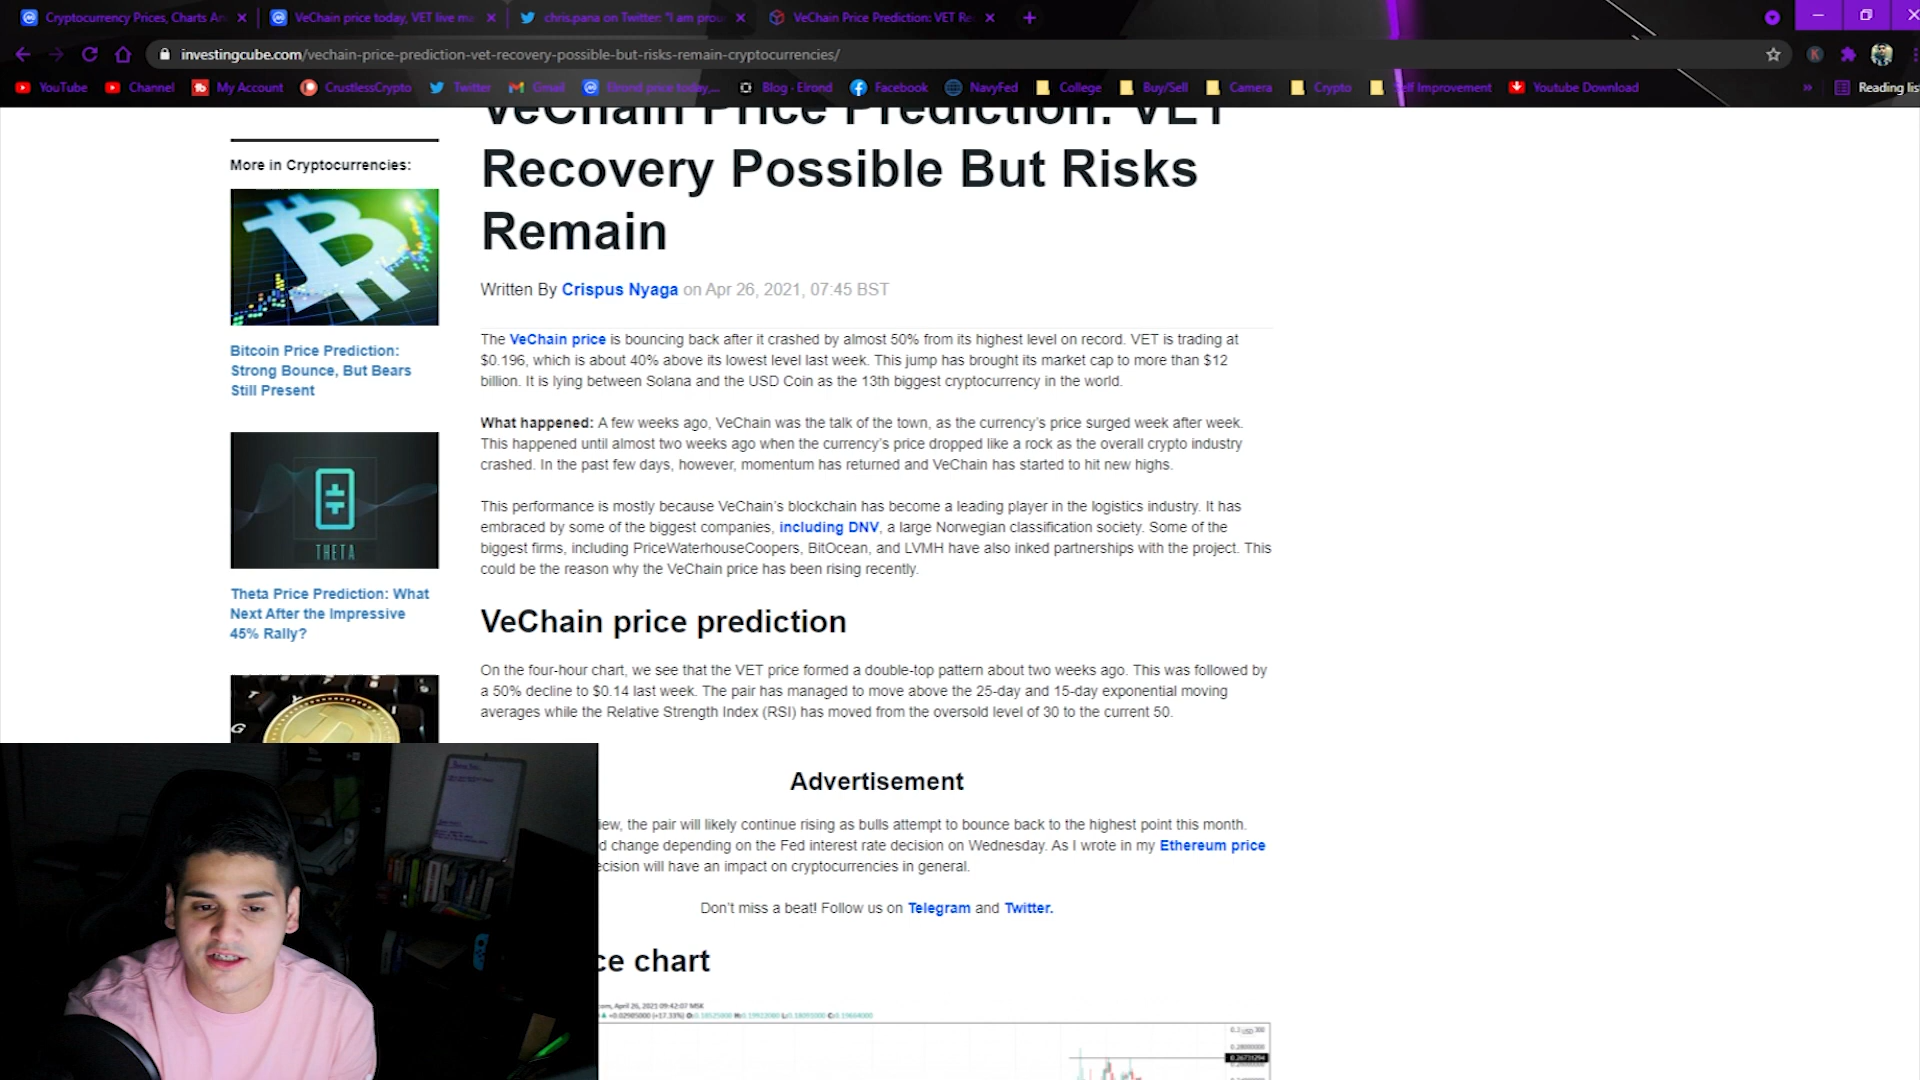 Cryptocurrency Prices, Charts An
VeChain price today, VET live ma
chris.pana on Twitter: "I am prou
VeChain Price Prediction: VET Re
investingcube.com/vechain-price-prediction-vet-recovery-possible-but-risks-remain-cryptocurrencies/
YouTube Channel My Account CrustlessCrypto Twitter Gmail Elrond price today,... Blog - Elrond Facebook NavyFed College Buy/Sell Camera Crypto Self Improvement Youtube Download » Reading list
VeChain Price Prediction: VET
Recovery Possible But Risks
Remain
Written By Crispus Nyaga on Apr 26, 2021, 07:45 BST
The VeChain price is bouncing back after it crashed by almost 50% from its highest level on record. VET is trading at
$0.196, which is about 40% above its lowest level last week. This jump has brought its market cap to more than $12
billion. It is lying between Solana and the USD Coin as the 13th biggest cryptocurrency in the world.
What happened: A few weeks ago, VeChain was the talk of the town, as the currency's price surged week after week.
This happened until almost two weeks ago when the currency's price dropped like a rock as the overall crypto industry
crashed. In the past few days, however, momentum has returned and VeChain has started to hit new highs.
This performance is mostly because VeChain's blockchain has become a leading player in the logistics industry. It has
embraced by some of the biggest companies, including DNV, a large Norwegian classification society. Some of the
biggest firms, including PriceWaterhouseCoopers, BitOcean, and LVMH have also inked partnerships with the project. This
could be the reason why the VeChain price has been rising recently.
VeChain price prediction
On the four-hour chart, we see that the VET price formed a double-top pattern about two weeks ago. This was followed by
a 50% decline to $0.14 last week. The pair has managed to move above the 25-day and 15-day exponential moving
averages while the Relative Strength Index (RSI) has moved from the oversold level of 30 to the current 50.
Advertisement
iew, the pair will likely continue rising as bulls attempt to bounce back to the highest point this month.
d change depending on the Fed interest rate decision on Wednesday. As I wrote in my Ethereum price
ecision will have an impact on cryptocurrencies in general.
Don't miss a beat! Follow us on Telegram and Twitter.
ce chart
om, April 26, 2021 09:42:07 MSK
More in Cryptocurrencies:
Bitcoin Price Prediction:
Strong Bounce, But Bears
Still Present
THETA
Theta Price Prediction: What
Next After the Impressive
45% Rally?